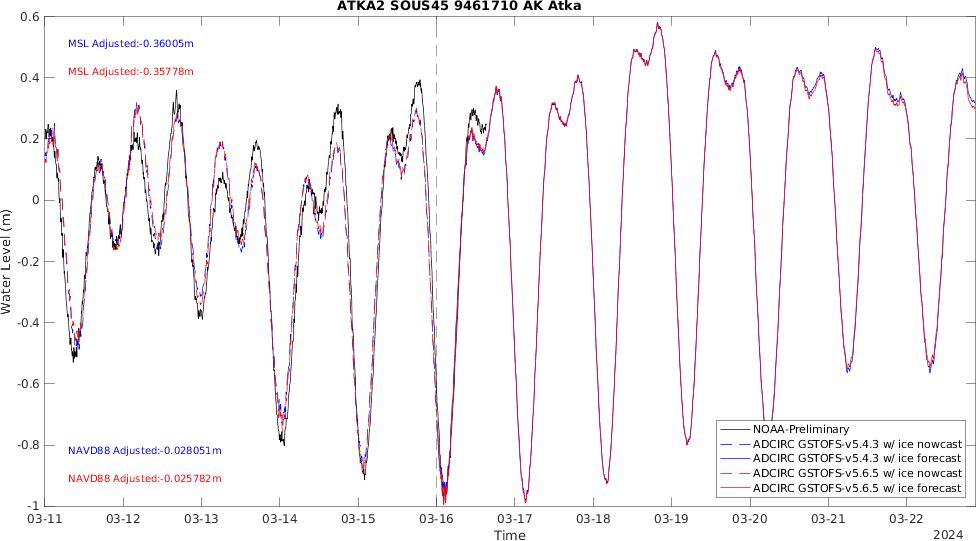 ATKA2 SOUS45 9461710 AK Atka
MSL Adjusted:-0.36005m
MSL Adjusted:-0.35778m
NAVD88 Adjusted:-0.028051m
NAVD88 Adjusted:-0.025782m
Water Level (m)
0.6
0.4
0.2
0
-0.2
-0.4
-0.6
-0.8
-1
NOAA-Preliminary
ADCIRC GSTOFS-v5.4.3 w/ ice nowcast
ADCIRC GSTOFS-v5.4.3 w/ ice forecast
ADCIRC GSTOFS-v5.6.5 w/ ice nowcast
ADCIRC GSTOFS-v5.6.5 w/ ice forecast
03-11 03-12 03-13 03-14 03-15 03-16 03-17 03-18 03-19 03-20 03-21 03-22
Time
2024